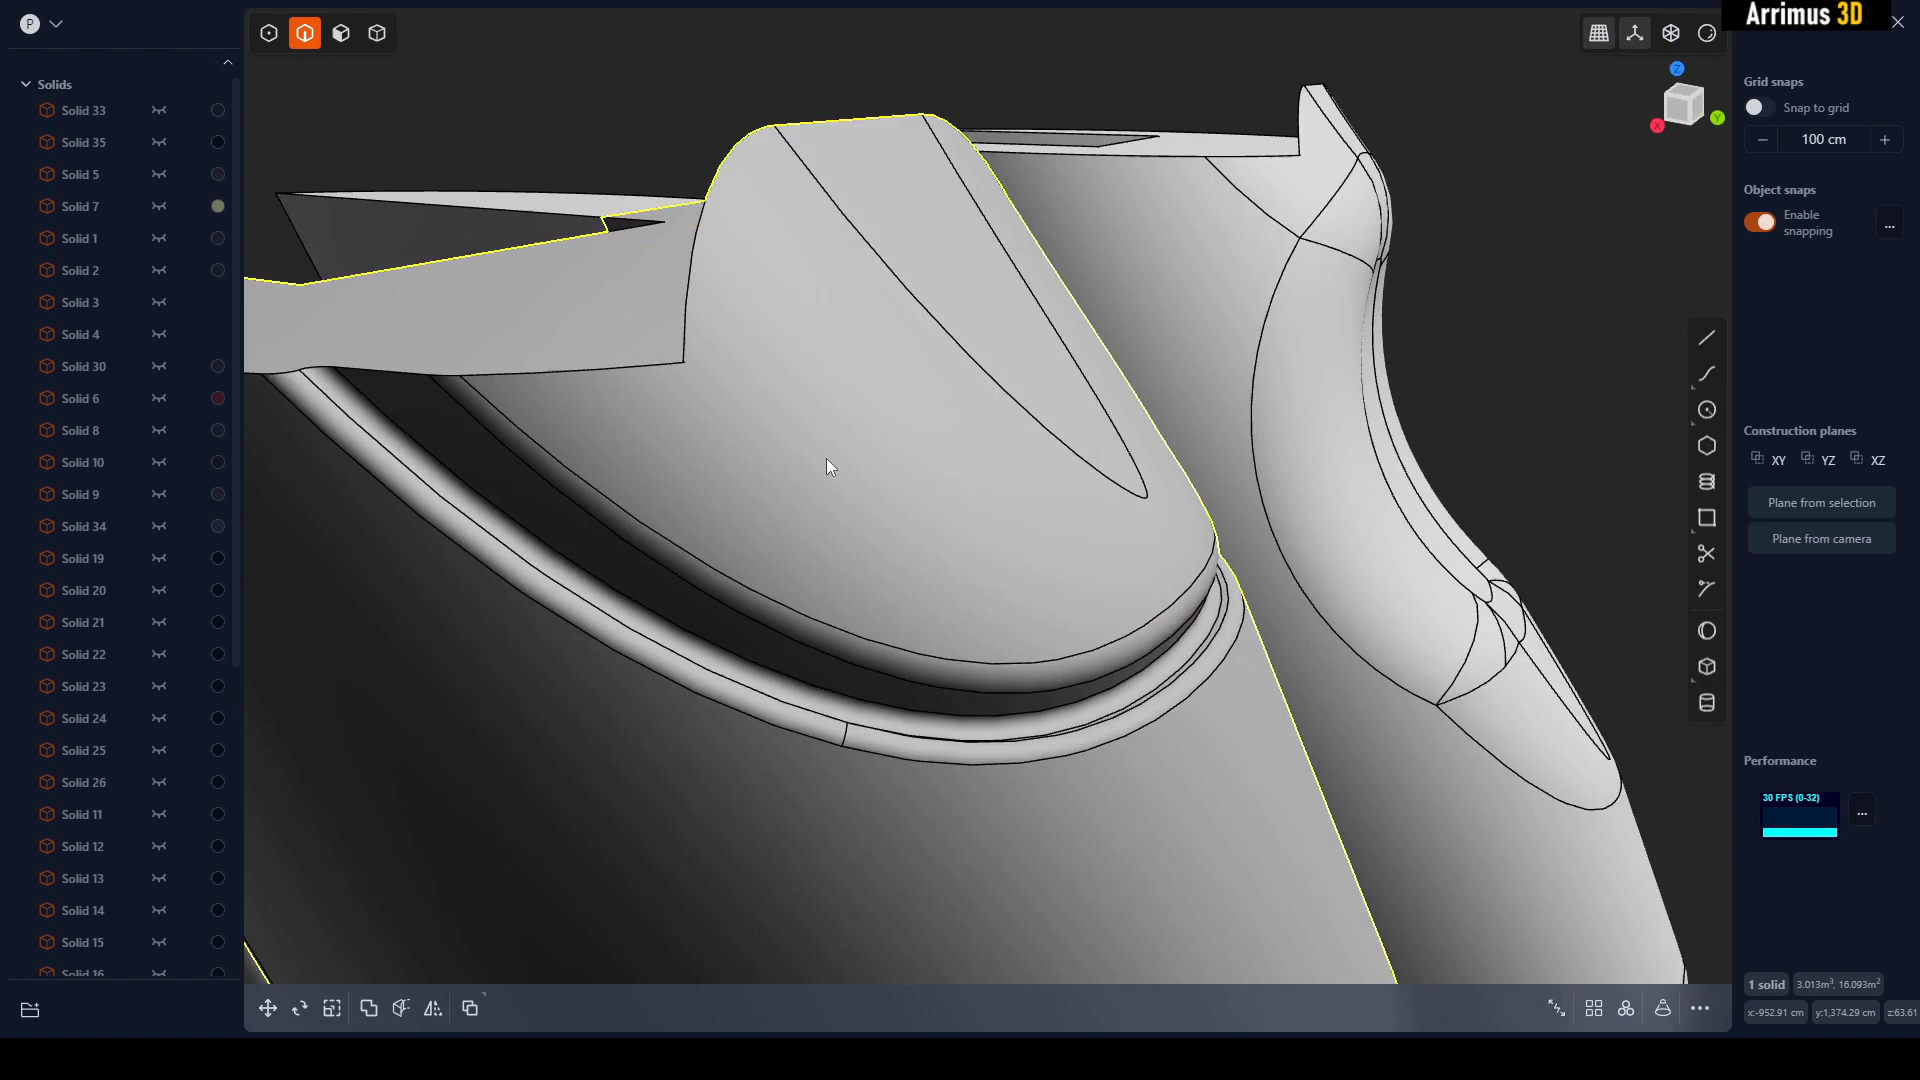 P
Arrimus 3D
Solids
Solid 33
Solid 35
Solid 5
Solid 7
Solid 1
Solid 2
Solid 3
Solid 4
Solid 30
Solid 6
Solid 8
Solid 10
Solid 9
Solid 34
Solid 19
Solid 20
Solid 21
Solid 22
Solid 23
Solid 24
Solid 25
Solid 26
Solid 11
Solid 12
Solid 13
Solid 14
Solid 15
Solid 16
Z
Y
X
Grid snaps
Snap to grid
100 cm
Object snaps
Enable
snapping
...
Construction planes
XY YZ XZ
Plane from selection
Plane from camera
Performance
30 FPS (0-32)
...
1 solid 3.013m³, 16.093m²
x:-952.91 cm y:1,374.29 cm z:63.61